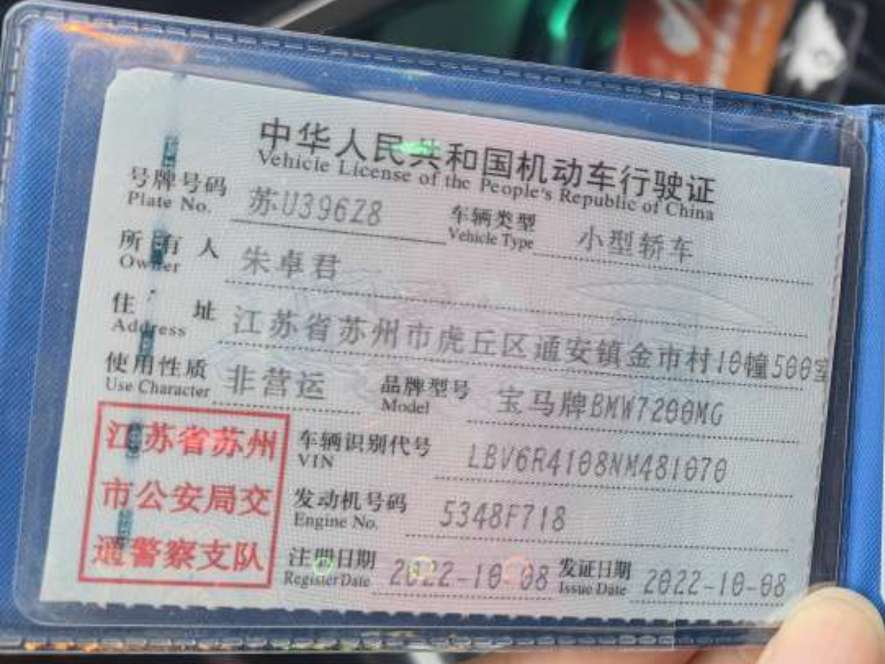 中华人民共和国机动车行驶证
Vehicle License of the People's Republic of China
号牌号码 苏U396Z8 车辆类型 小型轿车
Plate No. Vehicle Type
所有人 朱卓君
Owner
住址 江苏省苏州市虎丘区通安镇金市村10幢500室
Address
使用性质 非营运 品牌型号 宝马牌BMW7200MG
Use Character Model
江苏省苏州
市公安局交
通警察支队
车辆识别代号 LBV6R4108NM481070
VIN
发动机号码 5348F718
Engine No.
注册日期 2022-10-08 发证日期 2022-10-08
Register Date Issue Date